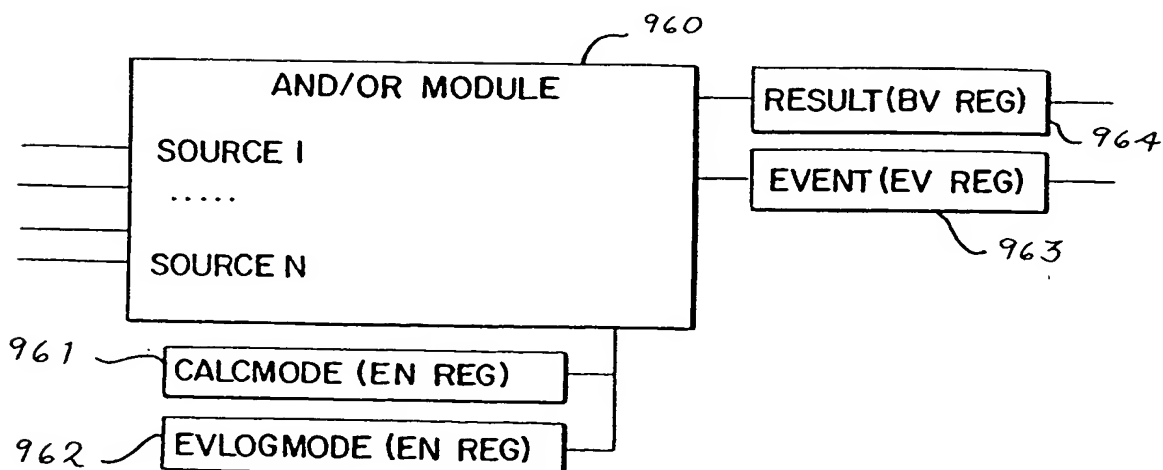 960
AND/OR MODULE
RESULT (BV REG)
964
SOURCE 1
EVENT (EV REG)
.....
963
SOURCE N
961
CALCMODE (EN REG)
962
EVLOGMODE (EN REG)